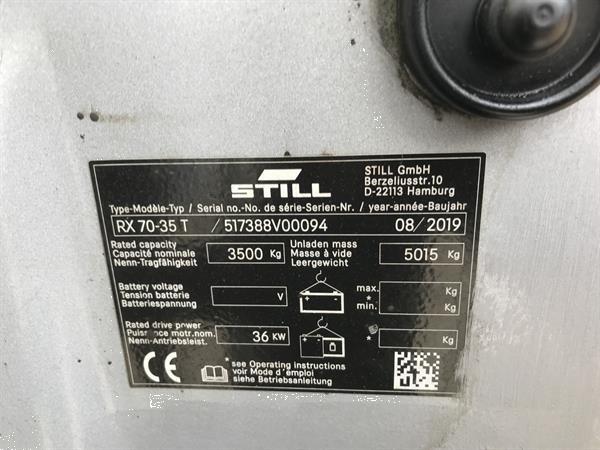 STILL
STILL GmbH
Berzeliusstr.10
D-22113 Hamburg
Type-Modèle-Typ / Serial no.-No. de série-Serien-Nr. / year-année-Baujahr
RX 70-35 T / 517388V00094 08/2019
Rated capacity
Capacité nominale
Nenn-Tragfähigkeit
3500 Kg
Unladen mass
Masse à vide
Leergewicht
5015 Kg
Battery voltage
Tension batterie
Batteriespannung
V
max. Kg
*
min. Kg
Rated drive power
Puissance motr.nom.
Nenn-Antriebsleist.
36 KW
* Kg
CE
*see Operating instructions
voir Mode d'emploi
siehe Betriebsanleitung